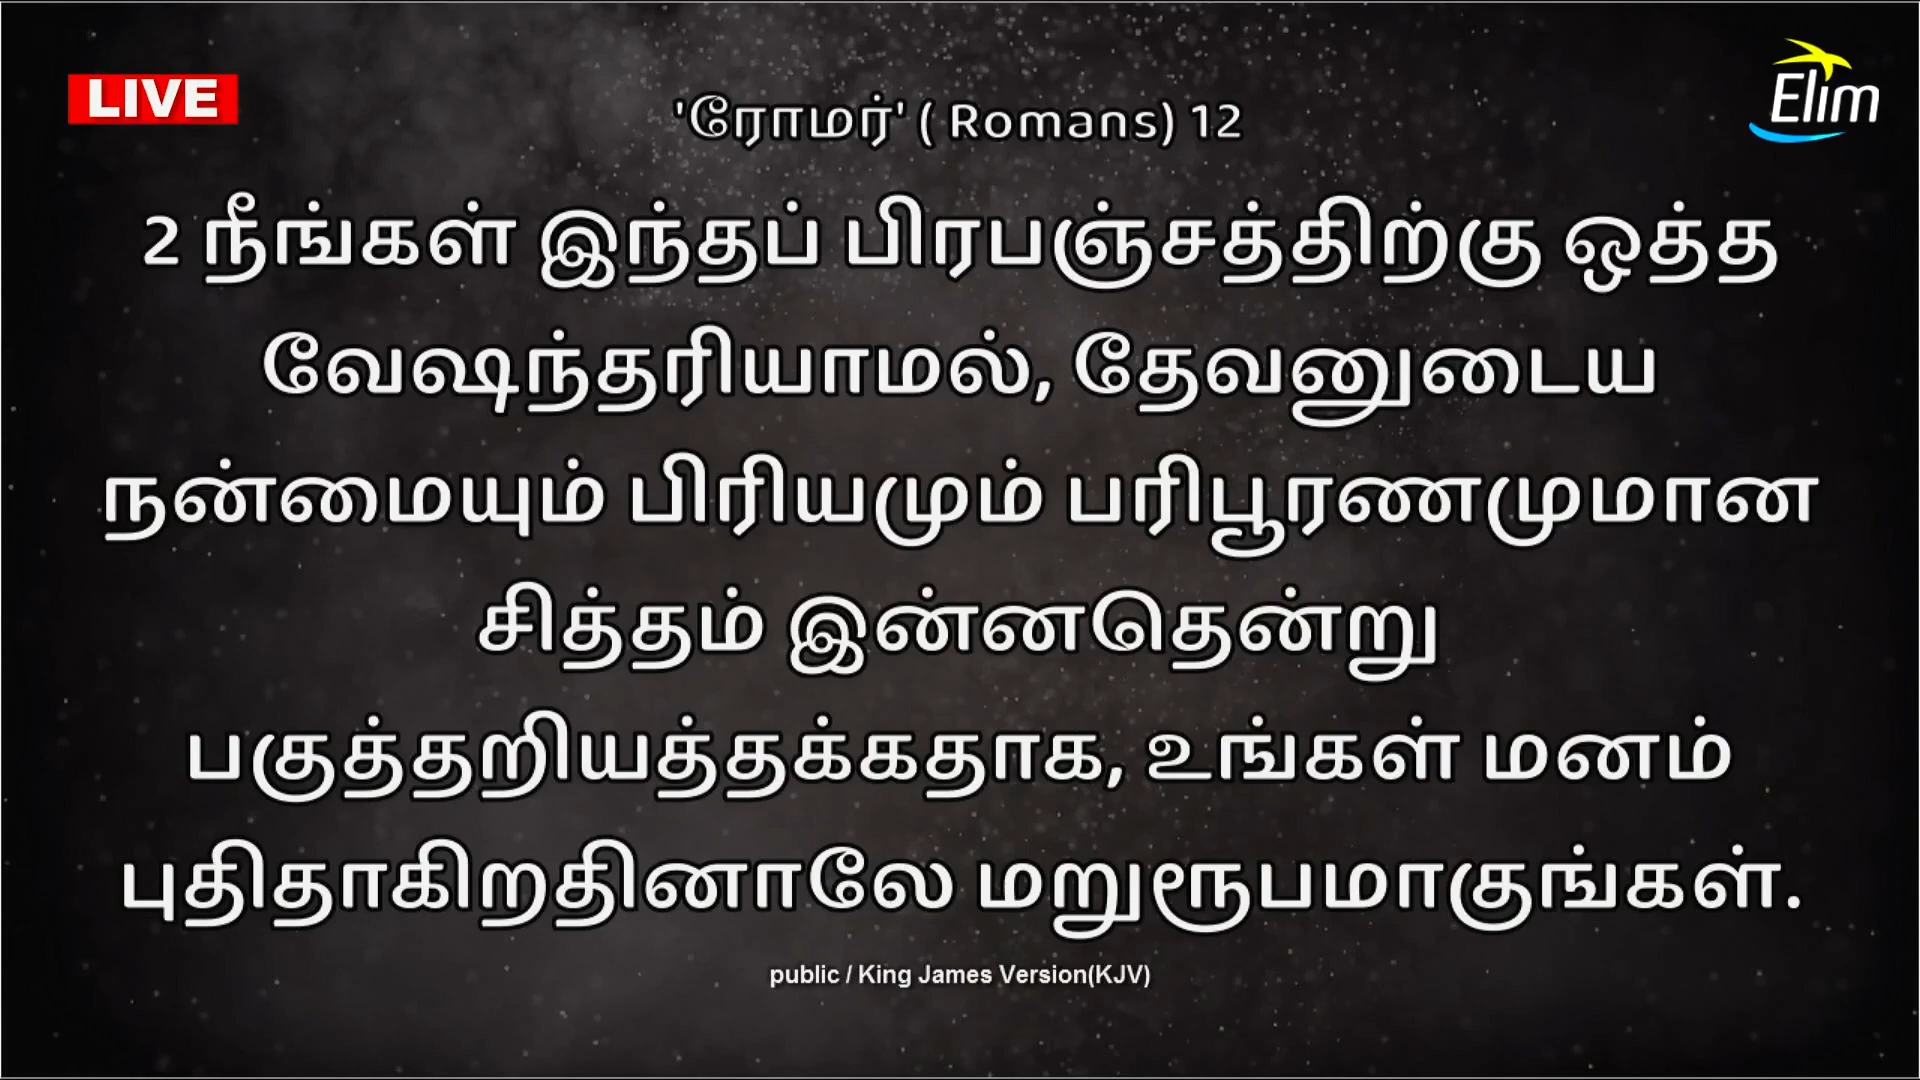 LIVE
Elim
'ரோமர்' ( Romans) 12
2 நீங்கள் இந்தப் பிரபஞ்சத்திற்கு ஒத்த
வேஷந்தரியாமல், தேவனுடைய
நன்மையும் பிரியமும் பரிபூரணமுமான
சித்தம் இன்னதென்று
பகுத்தறியத்தக்கதாக, உங்கள் மனம்
புதிதாகிறதினாலே மறுரூபமாகுங்கள்.
public / King James Version(KJV)